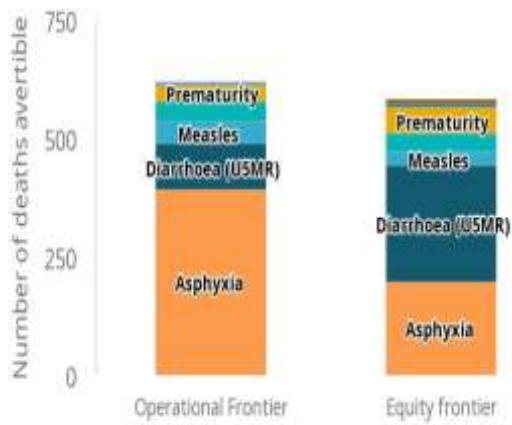 Number of deaths avertible
750
500
250
0
Prematurity
Measles
Diarrhoea (U5MR)
Asphyxia
Prematurity
Measles
Diarrhoea (U5MR)
Asphyxia
Operational Frontier
Equity frontier